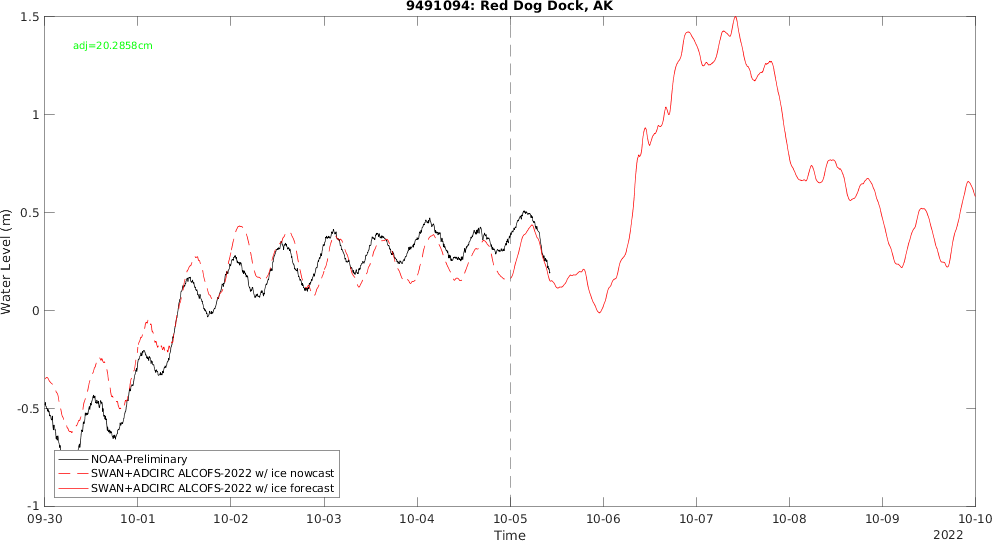 9491094: Red Dog Dock, AK
adj=20.2858cm
Water Level (m)
1.5
1
0.5
0
-0.5
-1
NOAA-Preliminary
SWAN+ADCIRC ALCOFS-2022 w/ ice nowcast
SWAN+ADCIRC ALCOFS-2022 w/ ice forecast
09-30 10-01 10-02 10-03 10-04 10-05 10-06 10-07 10-08 10-09 10-10
Time
2022